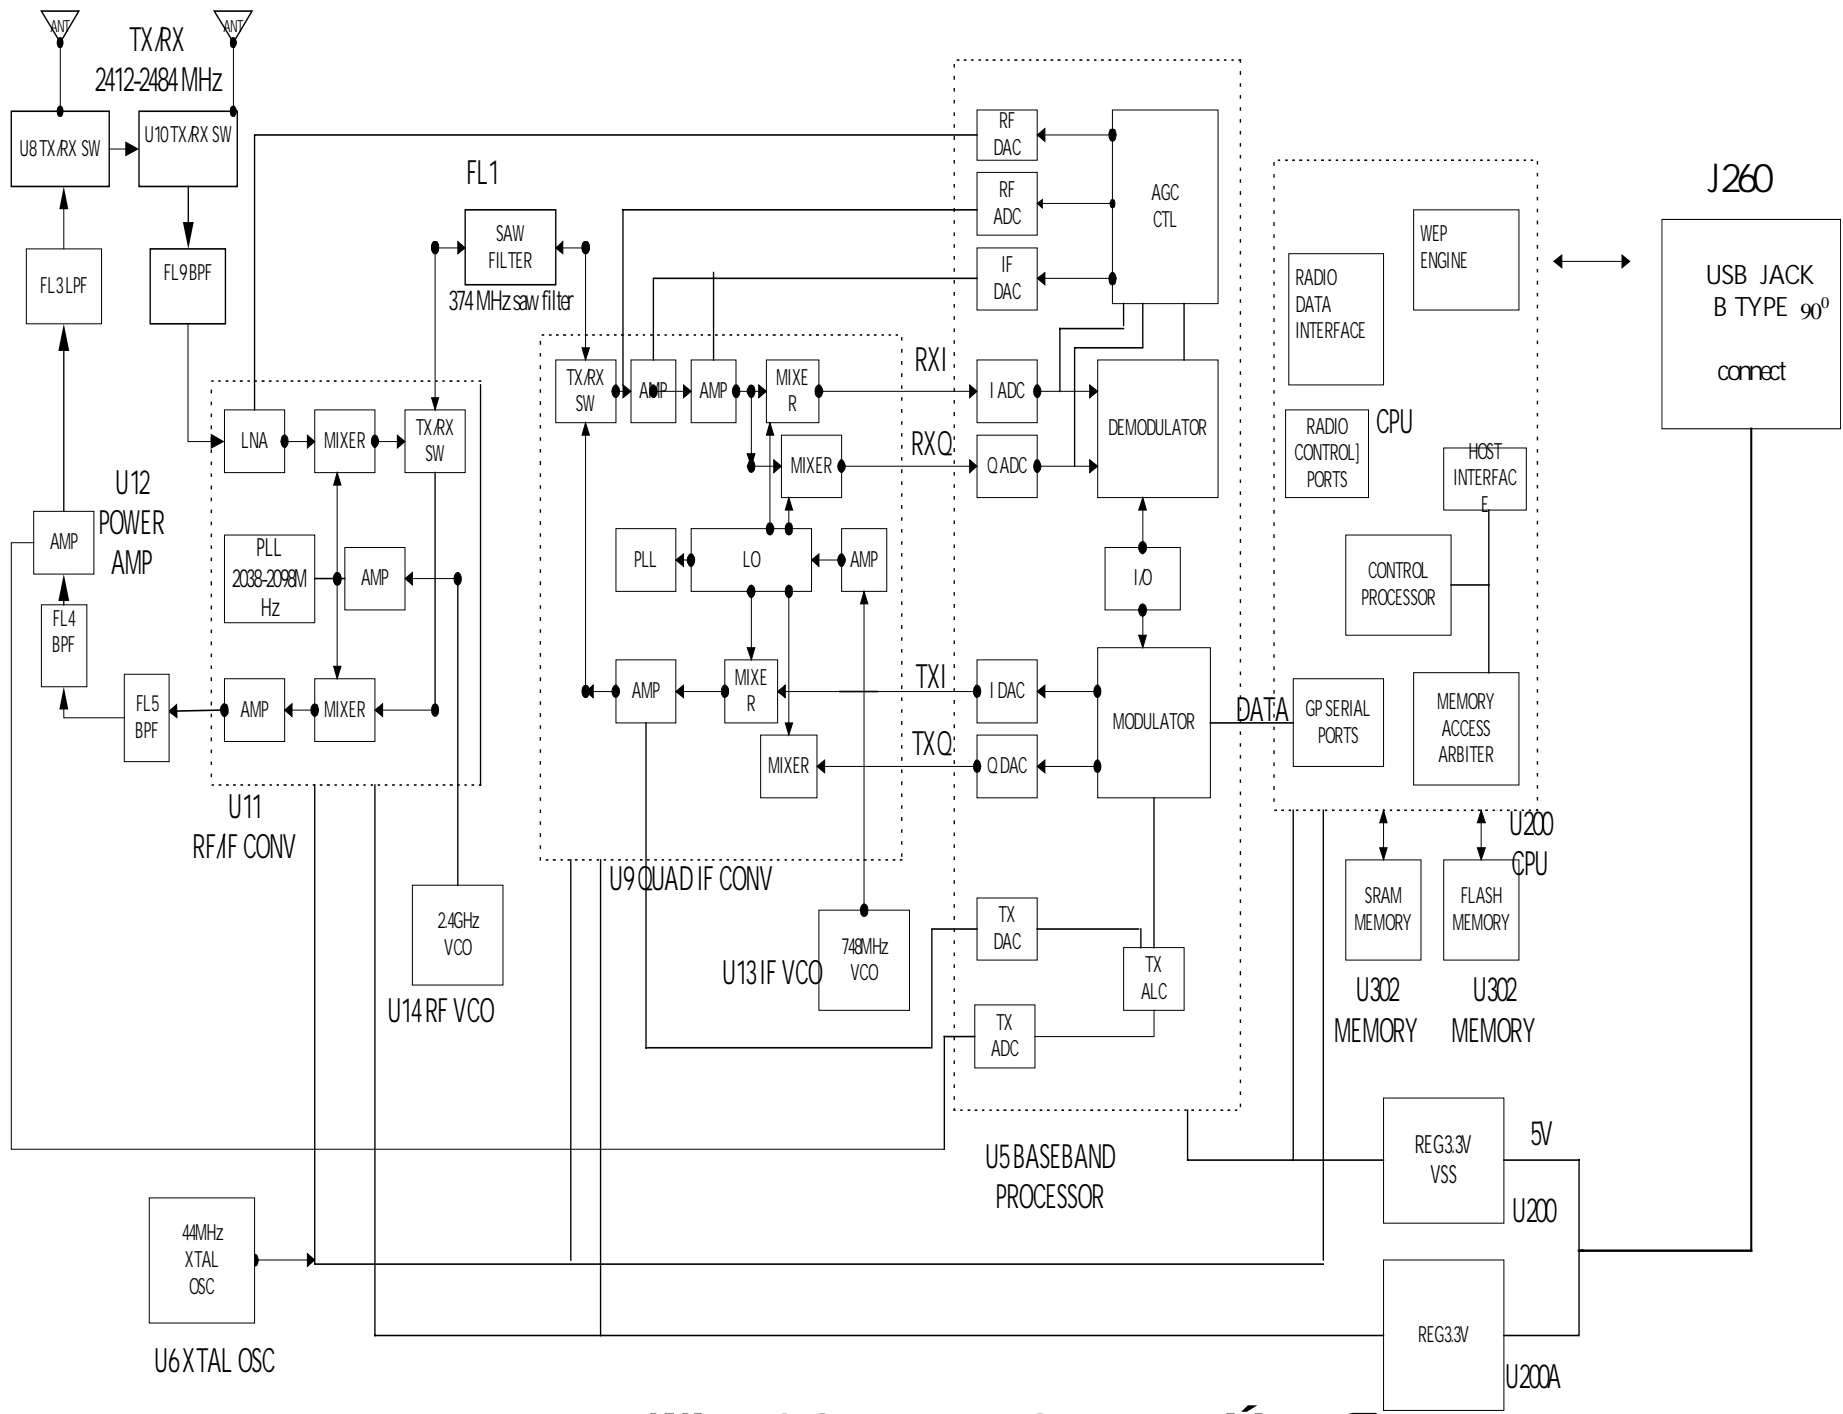 ANT
ANT
TX/RX
2412-2484 MHz
U8 TX/RX SW
U10 TX/RX SW
FL3 LPF
FL9 BPF
FL1
SAW
FILTER
374 MHz saw filter
RF
DAC
RF
ADC
IF
DAC
AGC
CTL
WEP
ENGINE
RADIO
DATA
INTERFACE
J260
USB JACK
B TYPE 90⁰
connect
LNA
MIXER
TX/RX
SW
TX/RX
SW
AMP
AMP
MIXE
R
MIXER
RXI
RXQ
I ADC
Q ADC
DEMODULATOR
RADIO
CONTROL]
PORTS
CPU
HOST
INTERFAC
E
U12
POWER
AMP
AMP
PLL
2038-2098M
Hz
AMP
PLL
LO
AMP
I/O
CONTROL
PROCESSOR
FL4
BPF
FL5
BPF
AMP
MIXER
AMP
MIXE
R
MIXER
TXI
TXQ
I DAC
Q DAC
MODULATOR
DATA
GP SERIAL
PORTS
MEMORY
ACCESS
ARBITER
U11
RF/IF CONV
U9 QUAD IF CONV
U200
CPU
2.4GHz
VCO
U14 RF VCO
748MHz
VCO
U13 IF VCO
TX
DAC
TX
ALC
TX
ADC
SRAM
MEMORY
FLASH
MEMORY
U302
MEMORY
U302
MEMORY
U5 BASEBAND
PROCESSOR
REG3.3V
VSS
5V
U200
44MHz
XTAL
OSC
U6 XTAL OSC
REG3.3V
U200A